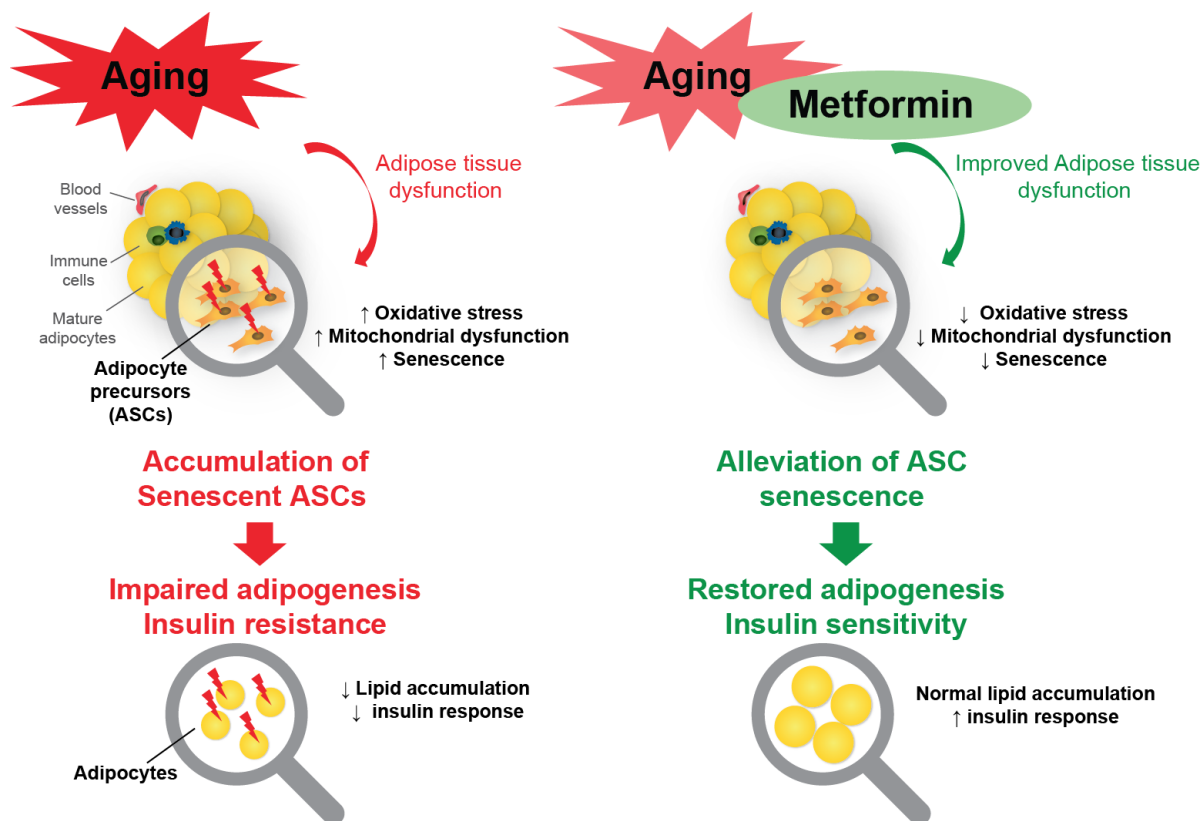 Aging
Adipose tissue
dysfunction
Blood
vessels
Immune
cells
Mature
adipocytes
Adipocyte
precursors
(ASCs)
↑ Oxidative stress
↑ Mitochondrial dysfunction
↑ Senescence
Accumulation of
Senescent ASCs
Impaired adipogenesis
Insulin resistance
↓ Lipid accumulation
↓ insulin response
Adipocytes
Aging
Metformin
Improved Adipose tissue
dysfunction
↓ Oxidative stress
↓ Mitochondrial dysfunction
↓ Senescence
Alleviation of ASC
senescence
Restored adipogenesis
Insulin sensitivity
Normal lipid accumulation
↑ insulin response